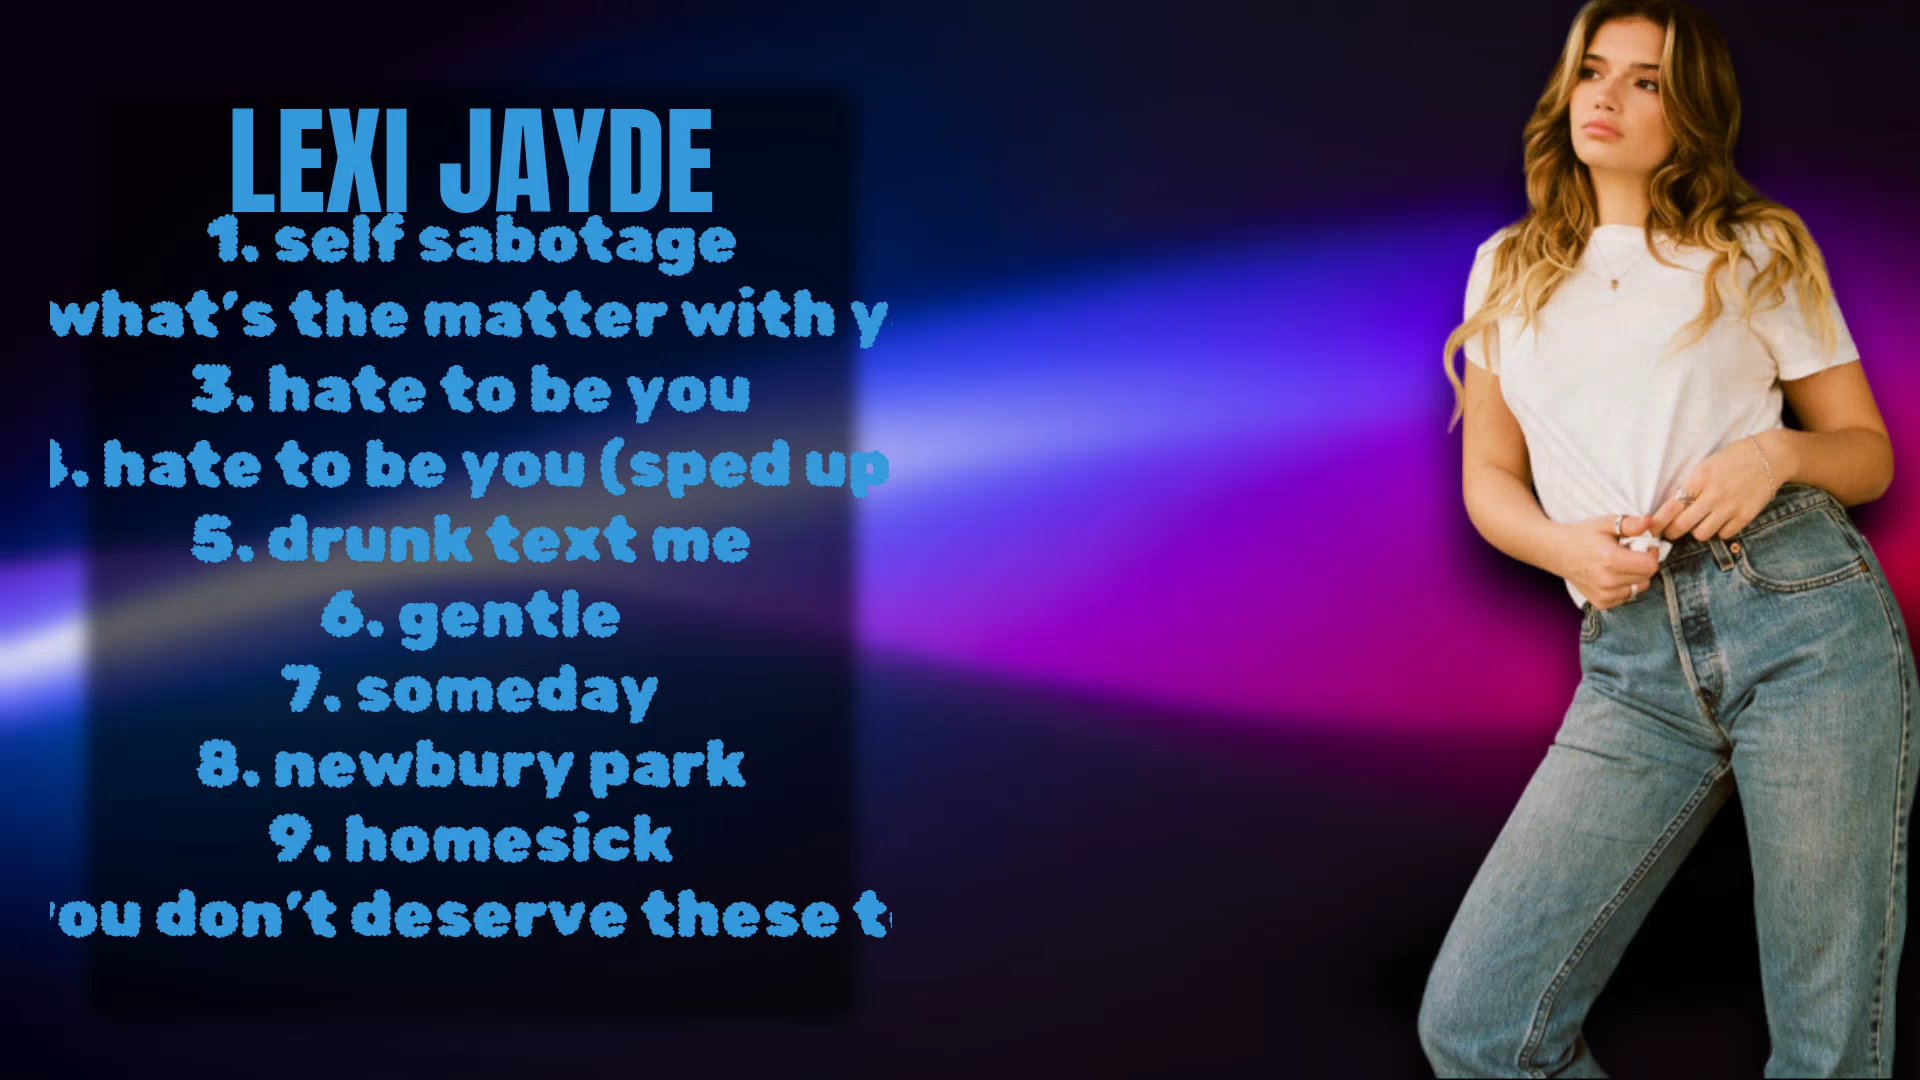 LEXI JAYDE
1. self sabotage
what's the matter with
3. hate to be you
. hate to be you (sped up
5. drunk text me
6. gentle
7. someday
8. newbury park
9. homesick
don't deserve these